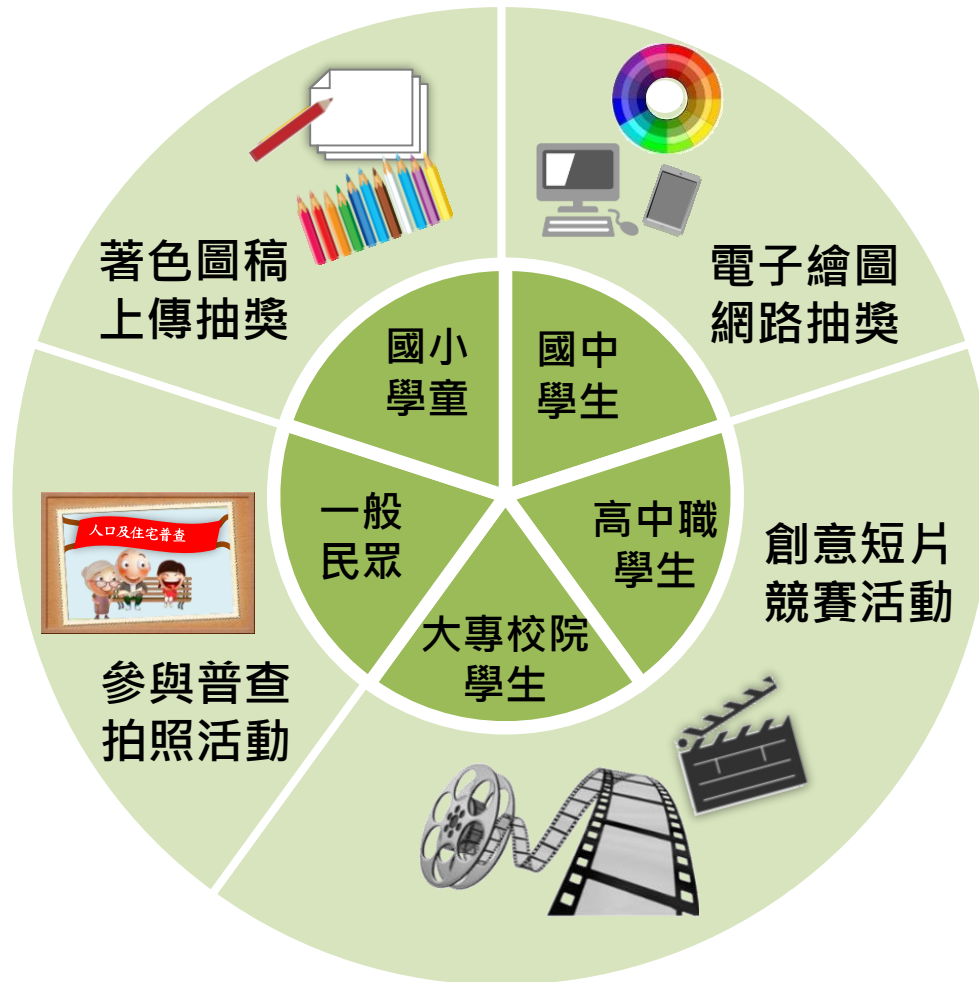 著色圖稿
上傳抽獎
電子繪圖
網路抽獎
國小
學童
國中
學生
一般
民眾
高中職
學生
大專校院
學生
創意短片
競賽活動
人口及住宅普查
參與普查
拍照活動